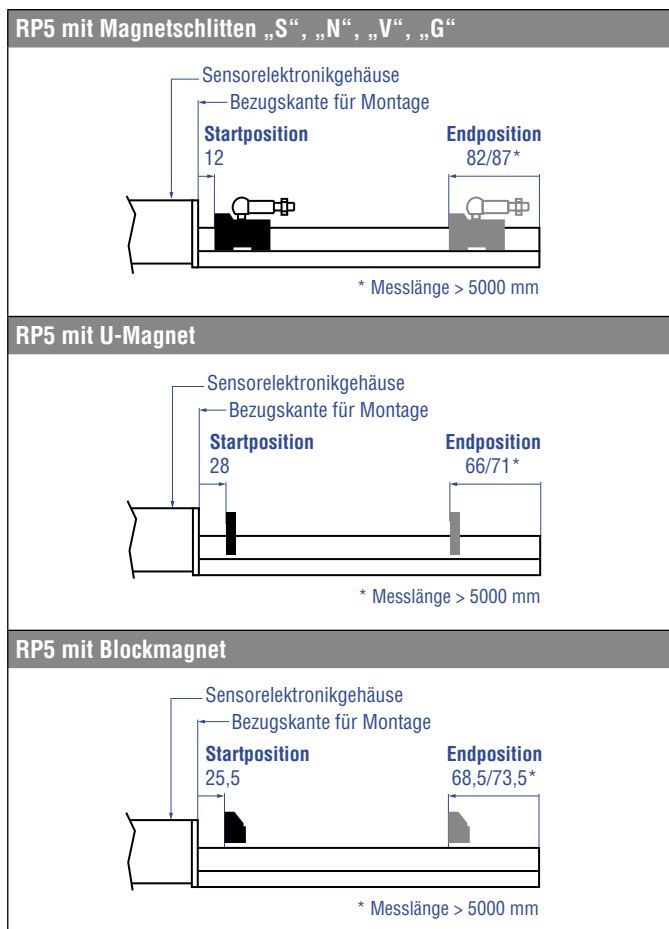 RP5 mit Magnetschlitten „S“, „N“, „V“, „G“
Sensorelektronikgehäuse
Bezugskante für Montage
Startposition
12
Endposition
82/87*
* Messlänge > 5000 mm
RP5 mit U-Magnet
Sensorelektronikgehäuse
Bezugskante für Montage
Startposition
28
Endposition
66/71*
* Messlänge > 5000 mm
RP5 mit Blockmagnet
Sensorelektronikgehäuse
Bezugskante für Montage
Startposition
25,5
Endposition
68,5/73,5*
* Messlänge > 5000 mm